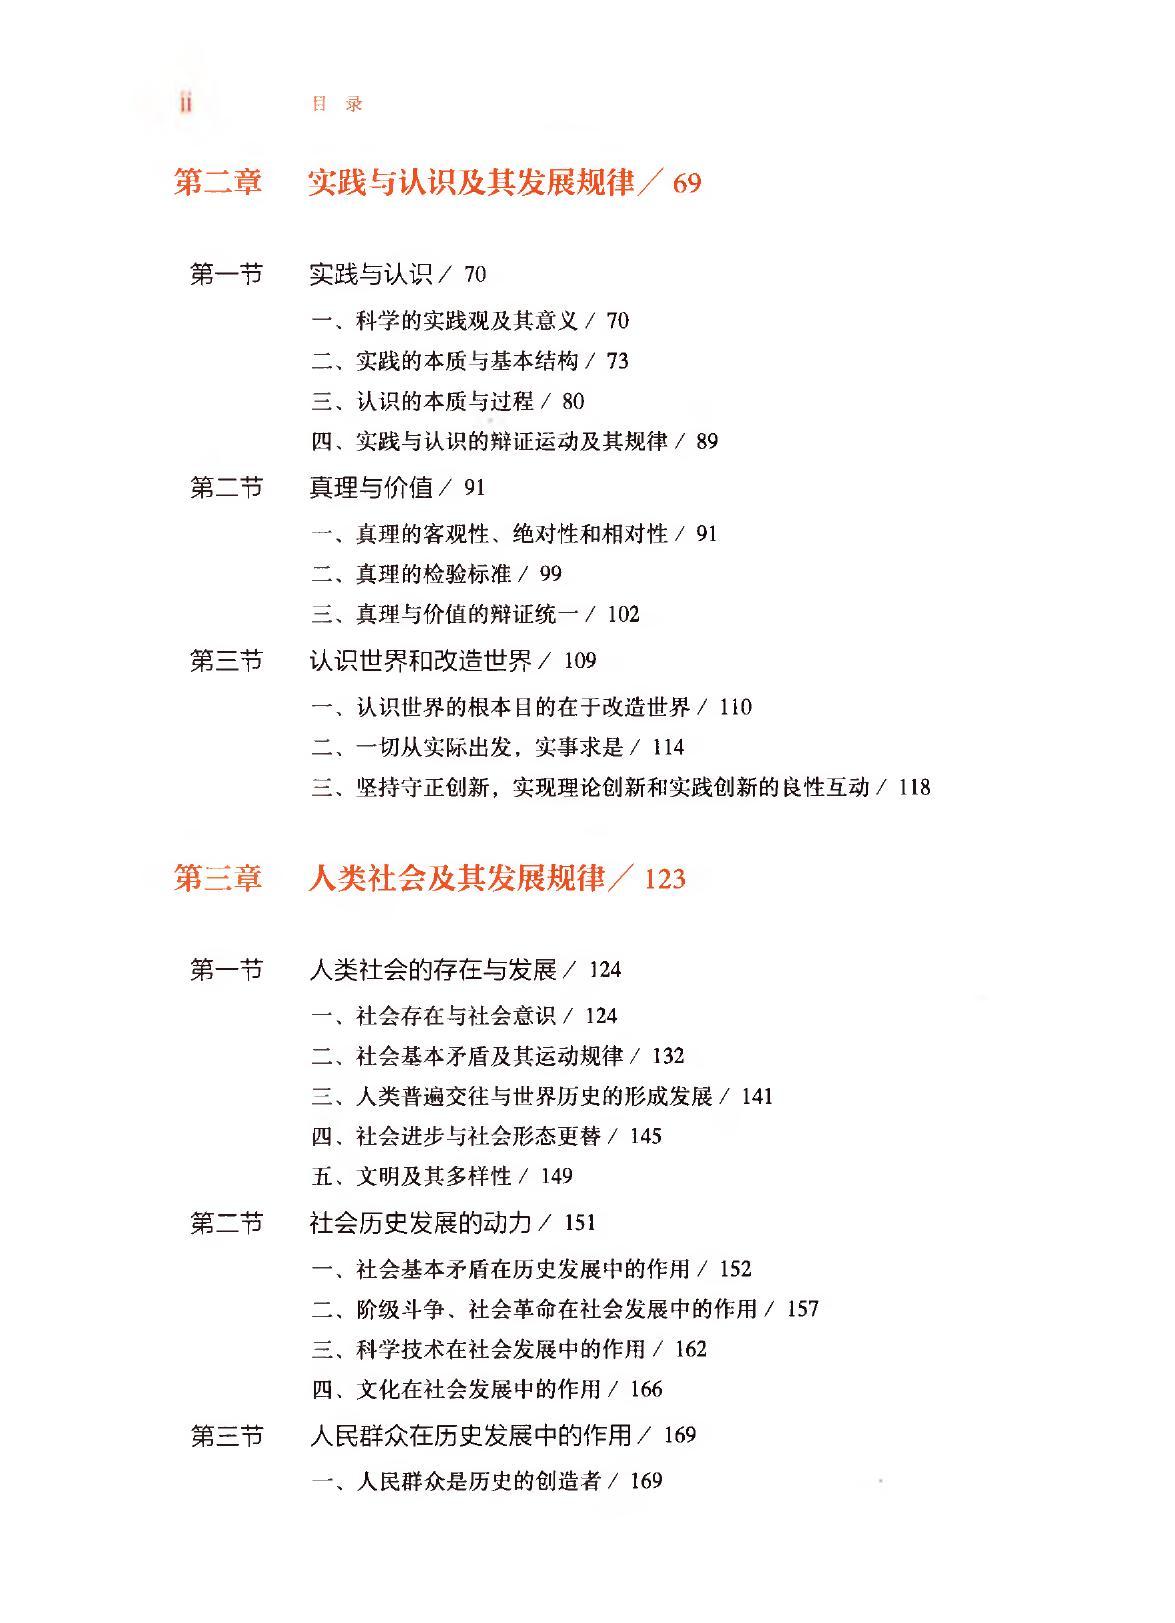 ii 目 录
第二章 实践与认识及其发展规律／69
第一节 实践与认识 / 70
一、科学的实践观及其意义 / 70
二、实践的本质与基本结构 / 73
三、认识的本质与过程 / 80
四、实践与认识的辩证运动及其规律 / 89
第二节 真理与价值 / 91
一、真理的客观性、绝对性和相对性 / 91
二、真理的检验标准 / 99
三、真理与价值的辩证统一 / 102
第三节 认识世界和改造世界 / 109
一、认识世界的根本目的在于改造世界 / 110
二、一切从实际出发，实事求是 / 114
三、坚持守正创新，实现理论创新和实践创新的良性互动 / 118
第三章 人类社会及其发展规律／123
第一节 人类社会的存在与发展 / 124
一、社会存在与社会意识 / 124
二、社会基本矛盾及其运动规律 / 132
三、人类普遍交往与世界历史的形成发展 / 141
四、社会进步与社会形态更替 / 145
五、文明及其多样性 / 149
第二节 社会历史发展的动力 / 151
一、社会基本矛盾在历史发展中的作用 / 152
二、阶级斗争、社会革命在社会发展中的作用 / 157
三、科学技术在社会发展中的作用 / 162
四、文化在社会发展中的作用 / 166
第三节 人民群众在历史发展中的作用 / 169
一、人民群众是历史的创造者 / 169